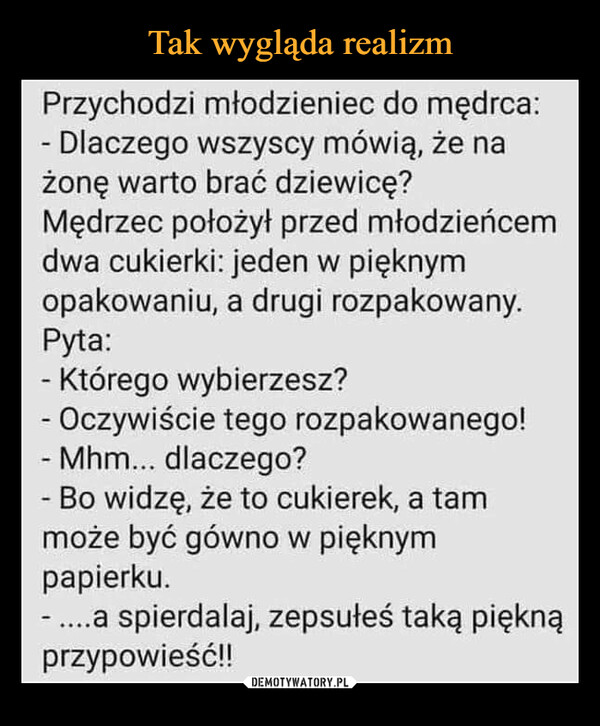 Tak wygląda realizm
Przychodzi młodzieniec do mędrca:
- Dlaczego wszyscy mówią, że na
żonę warto brać dziewicę?
Mędrzec położył przed młodzieńcem
dwa cukierki: jeden w pięknym
opakowaniu, a drugi rozpakowany.
Pyta:
- Którego wybierzesz?
- Oczywiście tego rozpakowanego!
- Mhm... dlaczego?
- Bo widzę, że to cukierek, a tam
może być gówno w pięknym
papierku.
- ....a spierdalaj, zepsułeś taką piękną
przypowieść!!
DEMOTYWATORY.PL